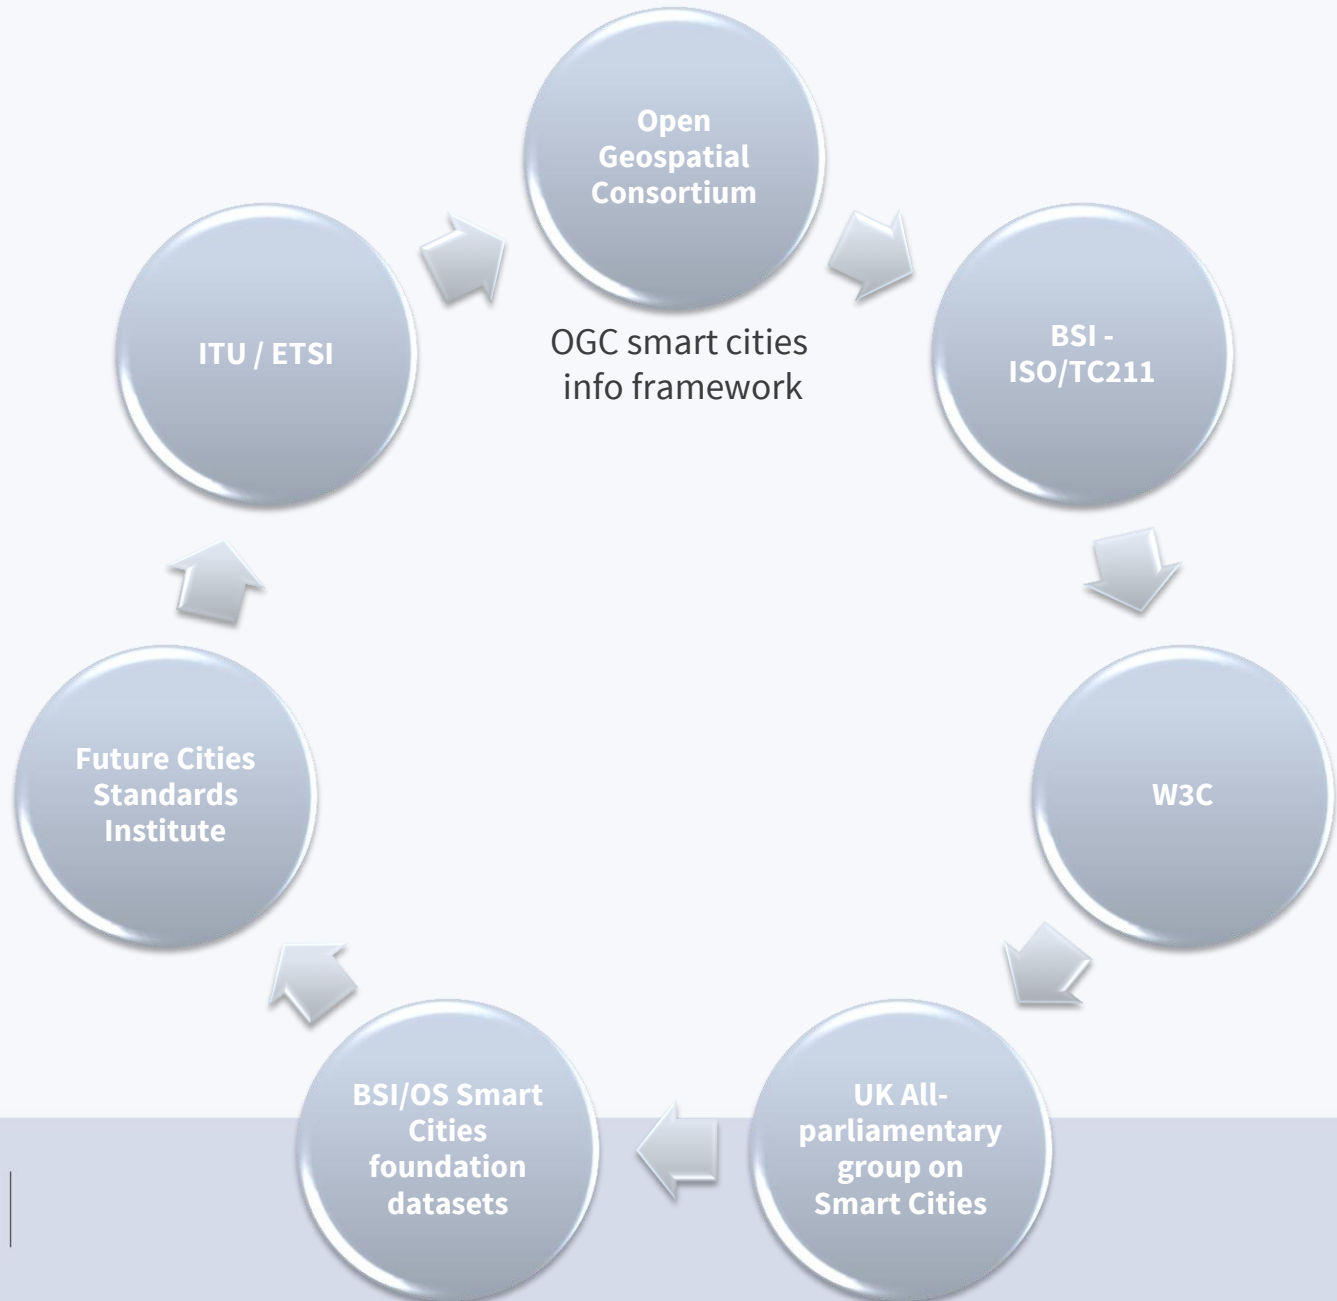 Open
Geospatial
Consortium
OGC smart cities
info framework
BSI -
ISO/TC211
W3C
UK All-
parliamentary
group on
Smart Cities
BSI/OS Smart
Cities
foundation
datasets
Future Cities
Standards
Institute
ITU / ETSI